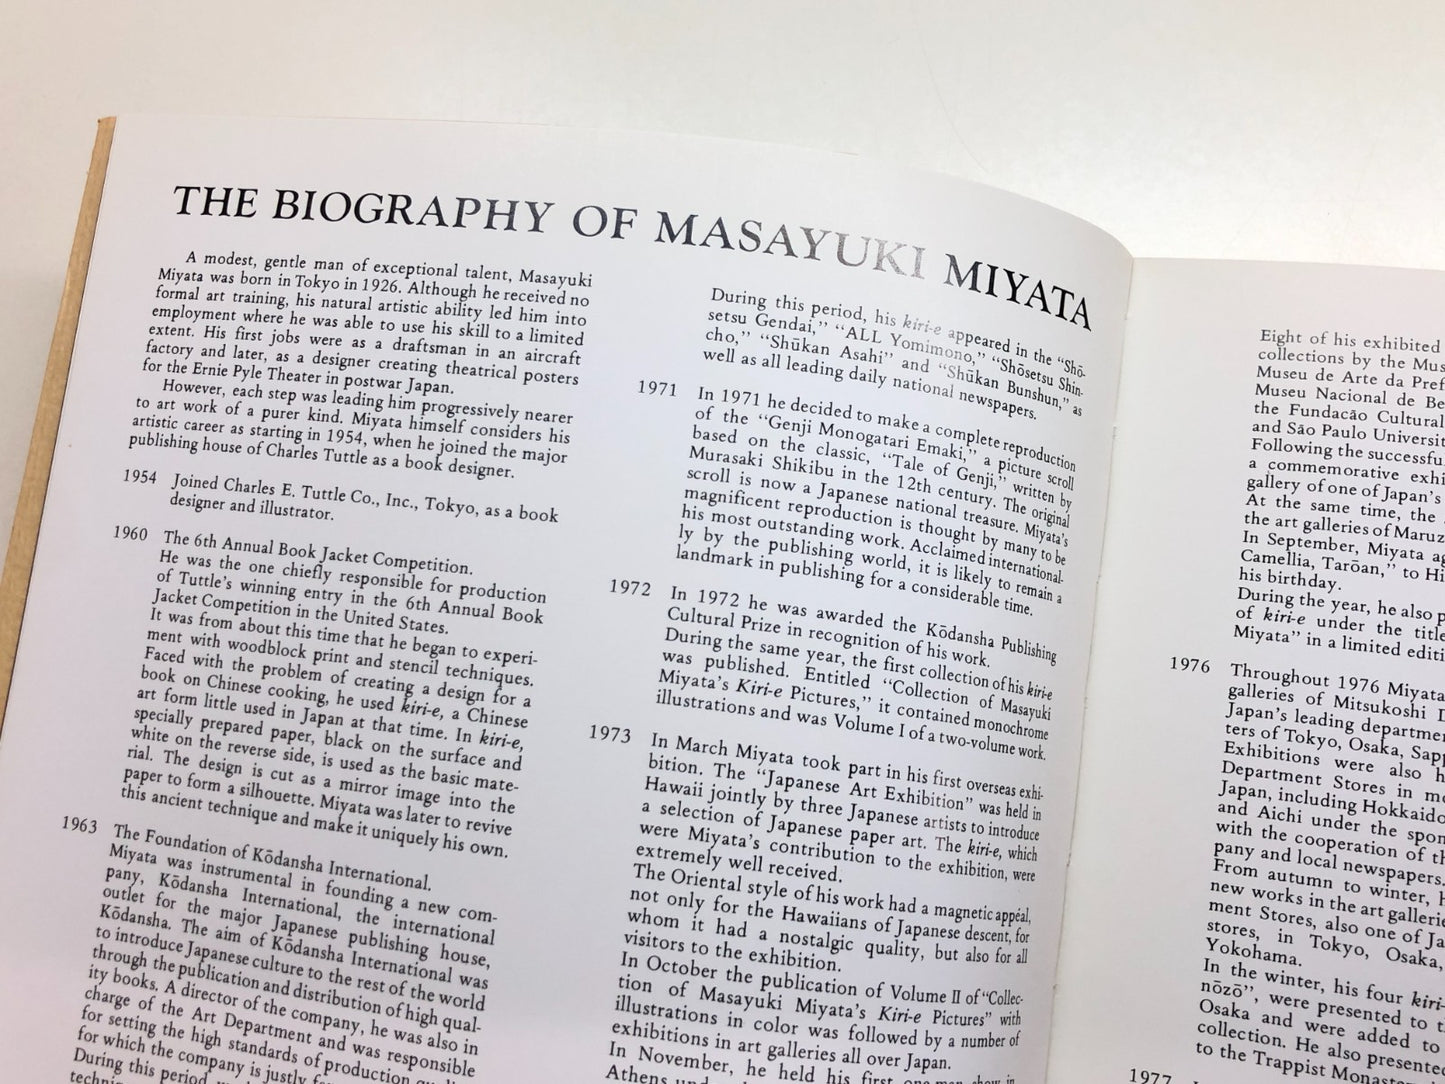 THE BIOGRAPHY OF MASAYUKI MIYATA
A modest, gentle man of exceptional talent, Masayuki
Miyata was born in Tokyo in 1926. Although he received no
formal art training, his natural artistic ability led him into
employment where he was able to use his skill to a limited
extent. His first jobs were as a draftsman in an aircraft
factory and later, as a designer creating theatrical posters
for the Ernie Pyle Theater in postwar Japan.
However, each step was leading him progressively nearer
to art work of a purer kind. Miyata himself considers his
artistic career as starting in 1954, when he joined the major
publishing house of Charles Tuttle as a book designer.
1954 Joined Charles E. Tuttle Co., Inc., Tokyo, as a book
designer and illustrator.
1960 The 6th Annual Book Jacket Competition.
He was the one chiefly responsible for production
of Tuttle's winning entry in the 6th Annual Book
Jacket Competition in the United States.
It was from about this time that he began to experi-
ment with woodblock print and stencil techniques.
Faced with the problem of creating a design for a
book on Chinese cooking, he used kiri-e, a Chinese
art form little used in Japan at that time. In kiri-e,
specially prepared paper, black on the surface and
white on the reverse side, is used as the basic mate-
rial. The design is cut as a mirror image into the
paper to form a silhouette. Miyata was later to revive
this ancient technique and make it uniquely his own.
1963 The Foundation of Kōdansha International.
Miyata was instrumental in founding a new com-
pany, Kōdansha International, the international
outlet for the major Japanese publishing house,
Kōdansha. The aim of Kōdansha International was
to introduce Japanese culture to the rest of the world
through the publication and distribution of high qual-
ity books. A director of the company, he was also in
charge of the Art Department and was responsible
for setting the high standards of production
for which the company is justly
During this period
During this period, his kiri-e appeared in the "Shō-
setsu Gendai," "ALL Yomimono," "Shōsetsu Shin-
cho," "Shūkan Asahi" and "Shūkan Bunshun," as
well as all leading daily national newspapers.
1971 In 1971 he decided to make a complete reproduction
of the "Genji Monogatari Emaki," a picture scroll
based on the classic, "Tale of Genji," written by
Murasaki Shikibu in the 12th century. The original
scroll is now a Japanese national treasure. Miyata's
magnificent reproduction is thought by many to be
his most outstanding work. Acclaimed international-
ly by the publishing world, it is likely to remain a
landmark in publishing for a considerable time.
1972 In 1972 he was awarded the Kōdansha Publishing
Cultural Prize in recognition of his work.
During the same year, the first collection of his kiri-e
was published. Entitled "Collection of Masayuki
Miyata's Kiri-e Pictures," it contained monochrome
illustrations and was Volume I of a two-volume work.
1973 In March Miyata took part in his first overseas exhi-
bition. The "Japanese Art Exhibition" was held in
Hawaii jointly by three Japanese artists to introduce
a selection of Japanese paper art. The kiri-e, which
were Miyata's contribution to the exhibition, were
extremely well received.
The Oriental style of his work had a magnetic appeal,
not only for the Hawaiians of Japanese descent, for
whom it had a nostalgic quality, but also for all
visitors to the exhibition.
In October the publication of Volume II of "Collec-
tion of Masayuki Miyata's Kiri-e Pictures" with
illustrations in color was followed by a number of
exhibitions in art galleries all over Japan.
In November, he held his first one-man show in
Athens
Eight of his exhibited
collections by the
Museu de Arte da
Museu Nacional de
the Fundacão Cultural
and São Paulo
Following the successful
a commemorative
gallery of one of Japan's
At the same time, the
the art galleries of
In September, Miyata
Camellia, Tarōan," to
his birthday.
During the year, he also
of kiri-e under the
Miyata" in a limited
1976 Throughout 1976 Miyata
galleries of Mitsukoshi
Japan's leading
ters of Tokyo, Osaka,
Exhibitions were also
Department Stores in
Japan, including Hokkaido
and Aichi under the
with the cooperation of
pany and local newspapers.
From autumn to winter,
new works in the art
ment Stores, also one of
stores, in Tokyo, Osaka,
Yokohama.
In the winter, his four
nōzō", were presented to
Osaka and were added to
collection. He also presented
to the Trappist
1977